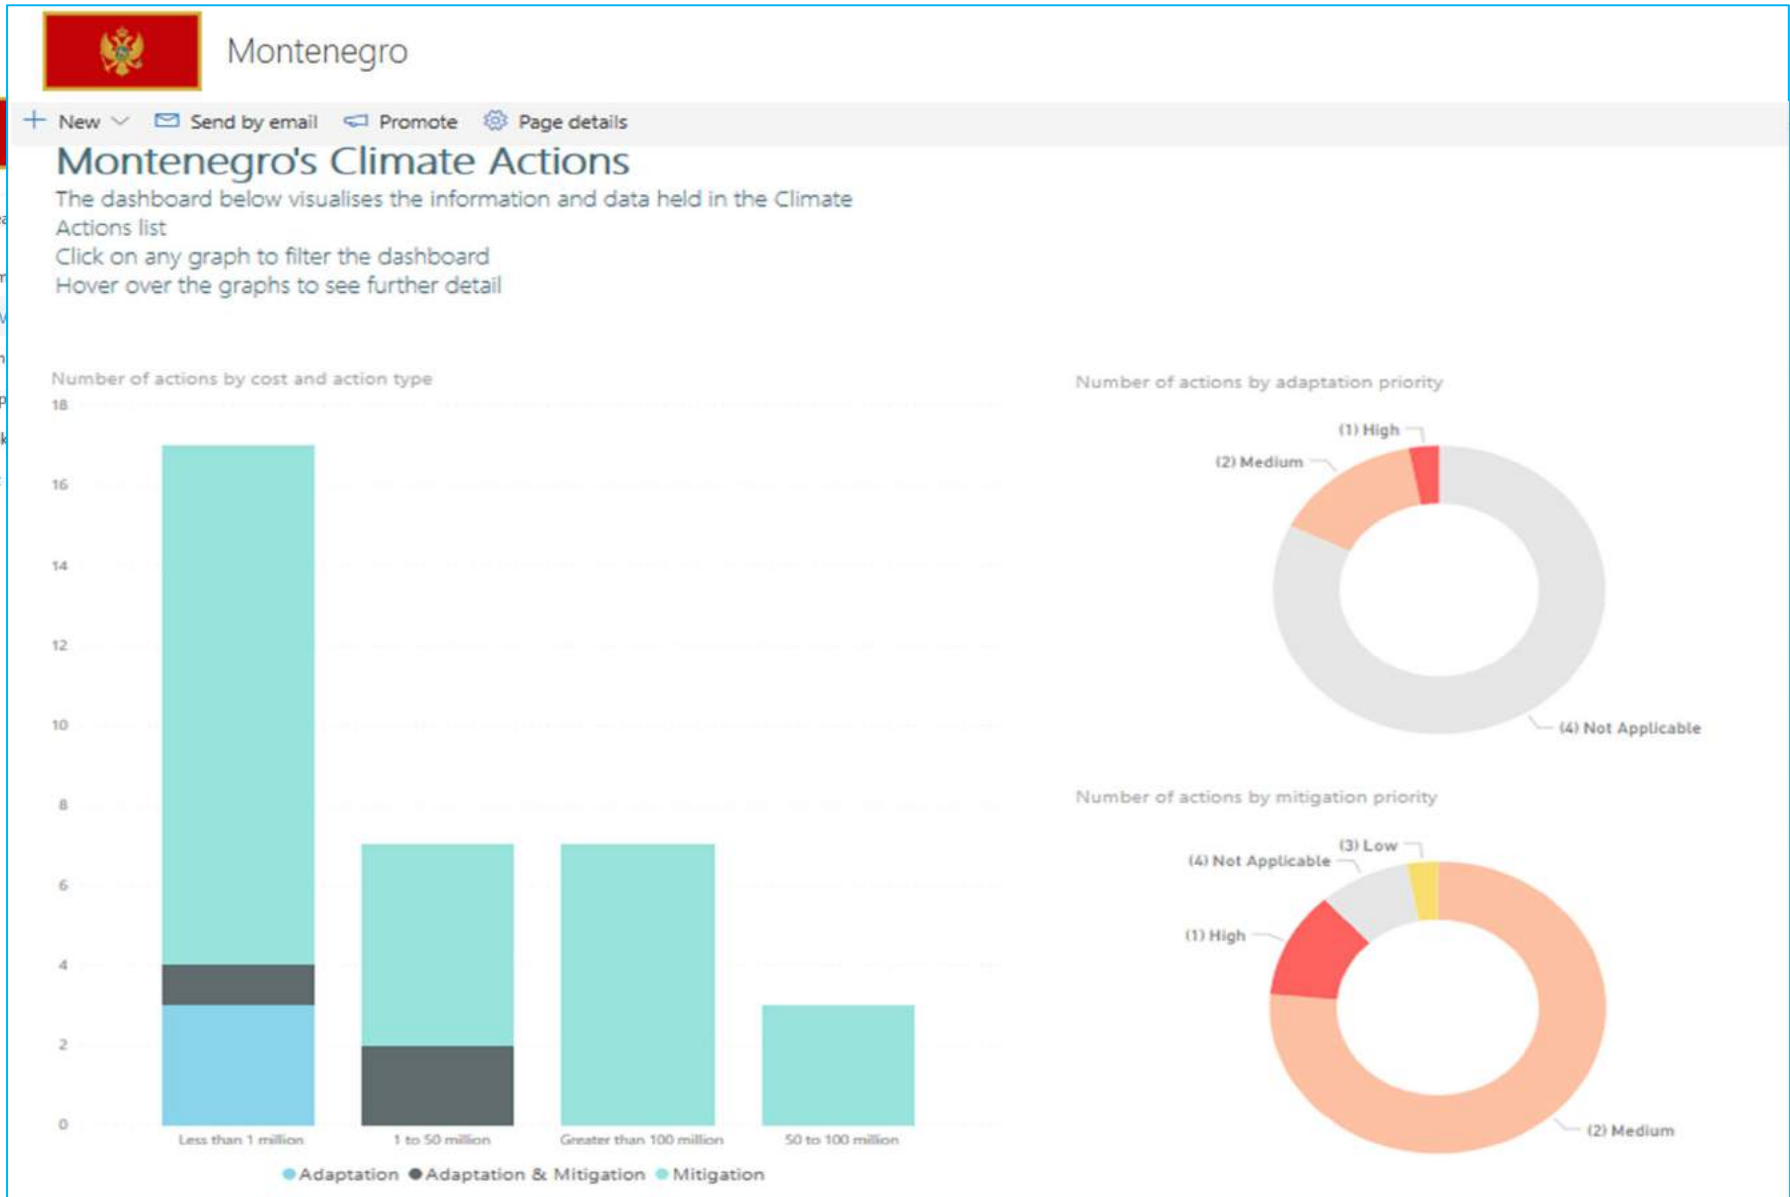 Montenegro
New Send by email Promote Page details
Montenegro's Climate Actions
The dashboard below visualises the information and data held in the Climate
Actions list
Click on any graph to filter the dashboard
Hover over the graphs to see further detail
Number of actions by cost and action type
18
16
14
12
10
8
6
4
2
0
Less than 1 million 1 to 50 million Greater than 100 million 50 to 100 million
Adaptation Adaptation & Mitigation Mitigation
Number of actions by adaptation priority
(1) High
(2) Medium
(4) Not Applicable
Number of actions by mitigation priority
(3) Low
(4) Not Applicable
(1) High
(2) Medium